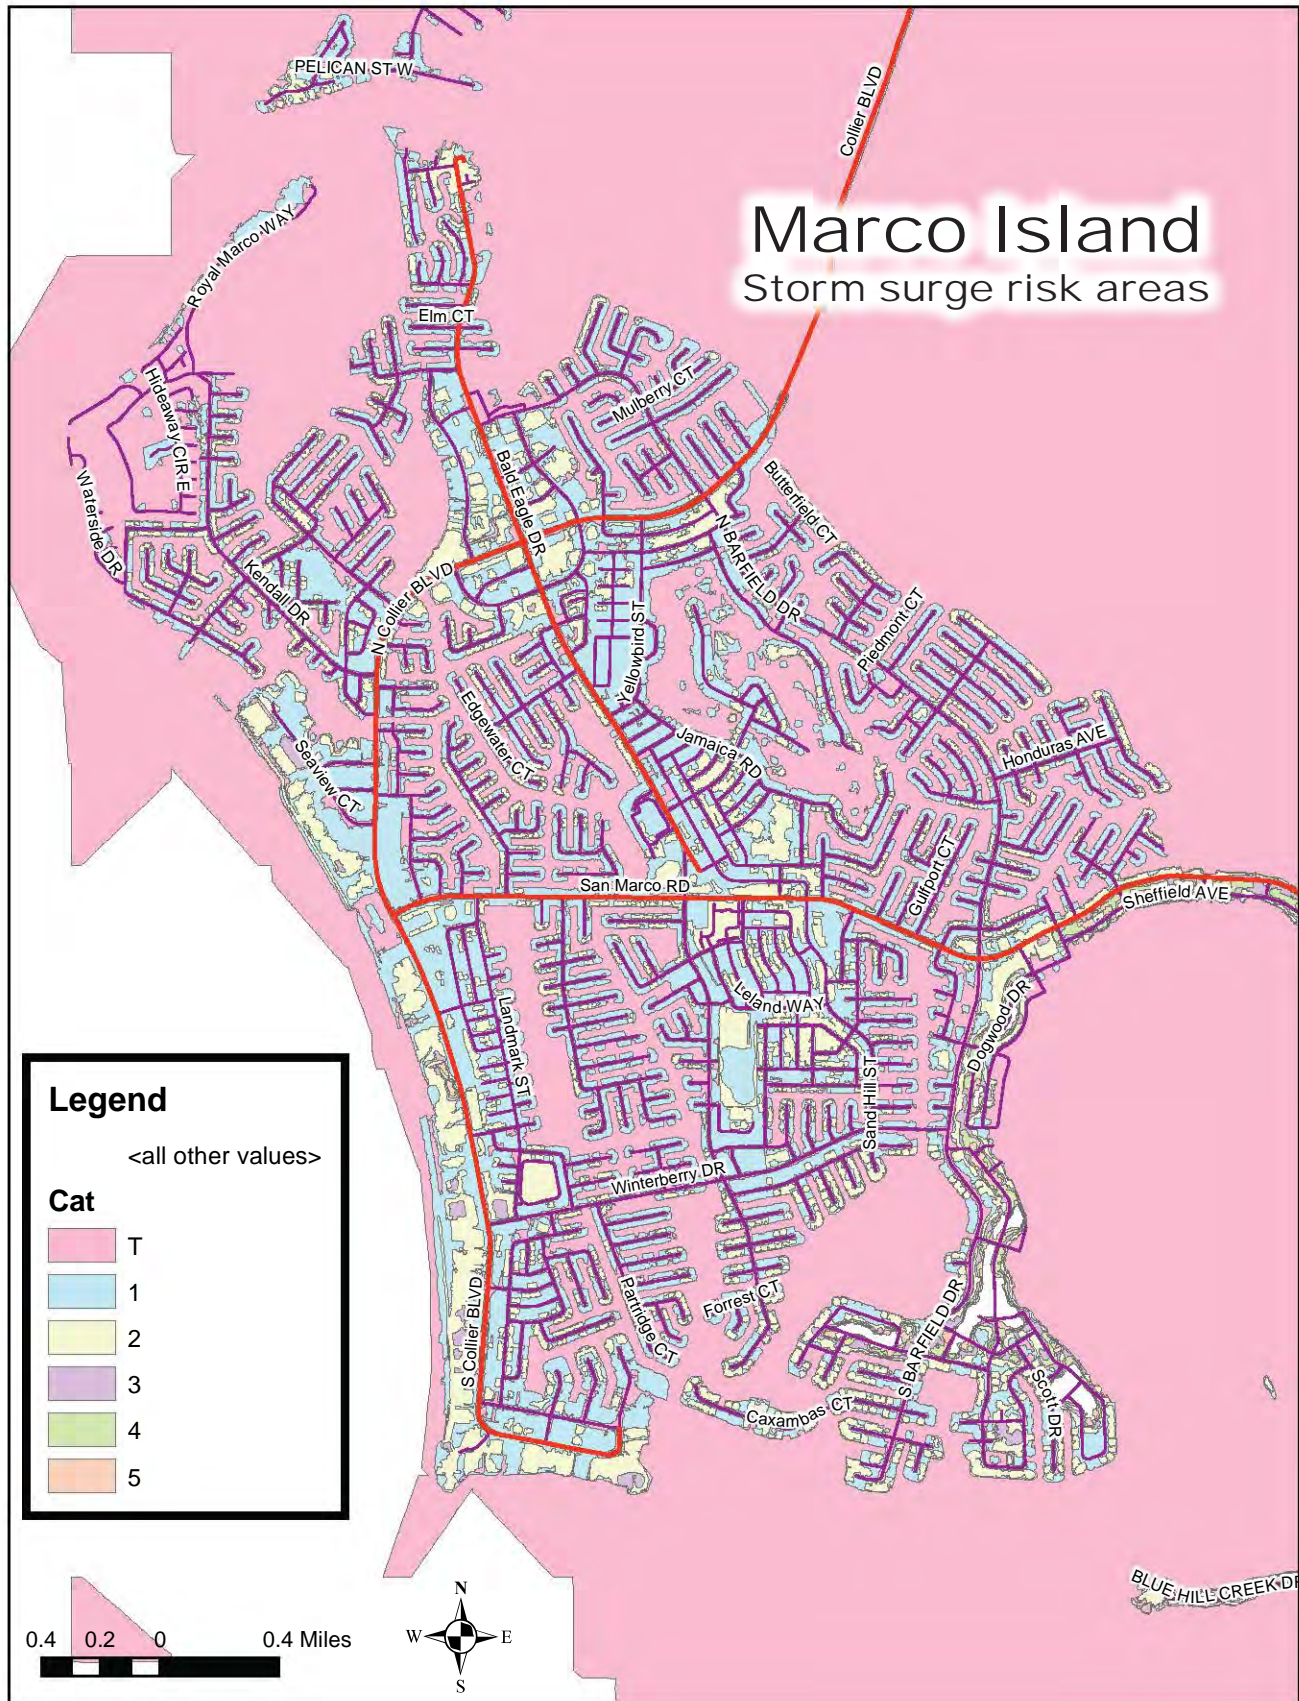 PELICAN ST W
Collier BLVD
Marco Island
Storm surge risk areas
Royal Marco WAY
Elm CT
Hideaway CIR E
Mulberry CT
Waterside DR
Bald Eagle DR
Butterfield CT
N BARFIELD DR
Kendall DR
N Collier BLVD
Yellowbird ST
Piedmont CT
Edgewater CT
Seaview CT
Jamaica RD
Honduras AVE
Gulfport CT
San Marco RD
Sheffield AVE
Landmark ST
Leland WAY
Dogwood DR
Sand Hill ST
Winterberry DR
S Collier BLVD
Partridge CT
Forrest CT
S BARFIELD DR
Scott DR
Caxambas CT
BLUE HILL CREEK DR
Legend
<all other values>
Cat
T
1
2
3
4
5
0.4 0.2 0 0.4 Miles
N
W E
S